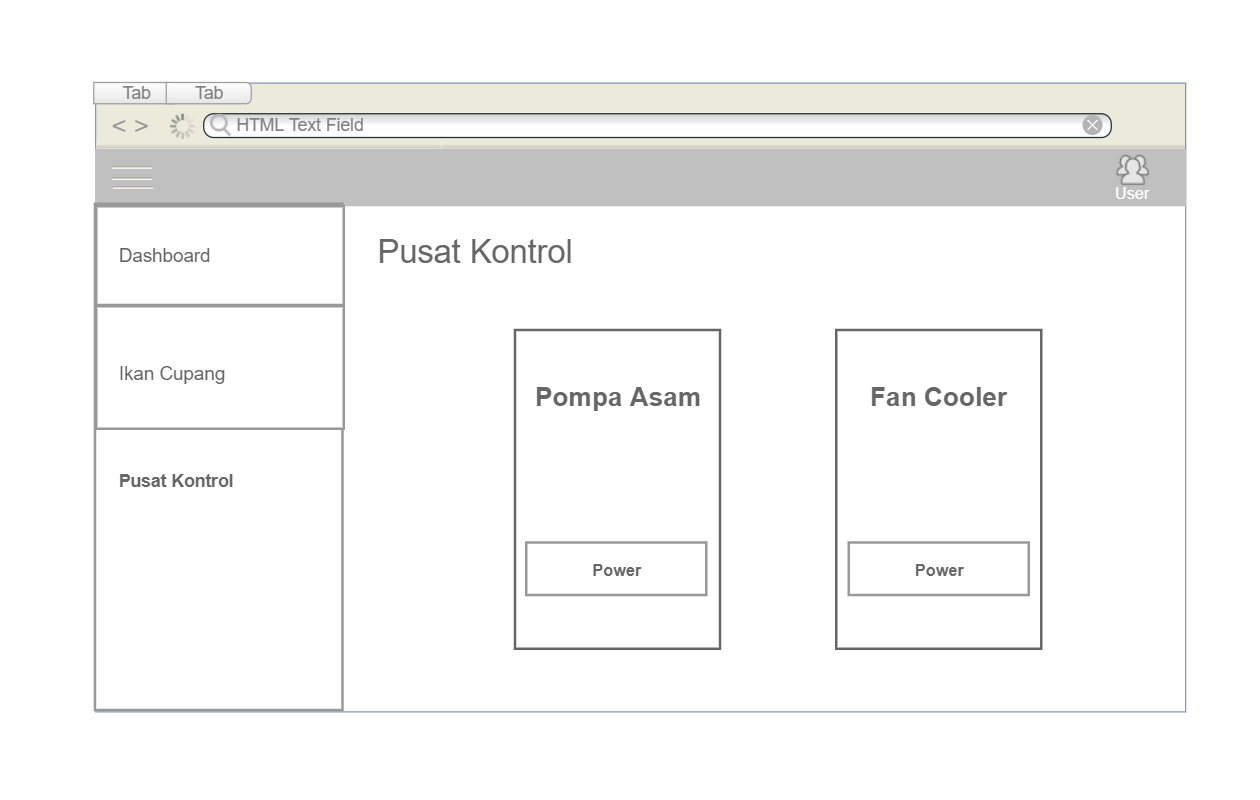 Tab
Tab
< >
HTML Text Field
User
Dashboard
Pusat Kontrol
Ikan Cupang
Pompa Asam
Fan Cooler
Pusat Kontrol
Power
Power